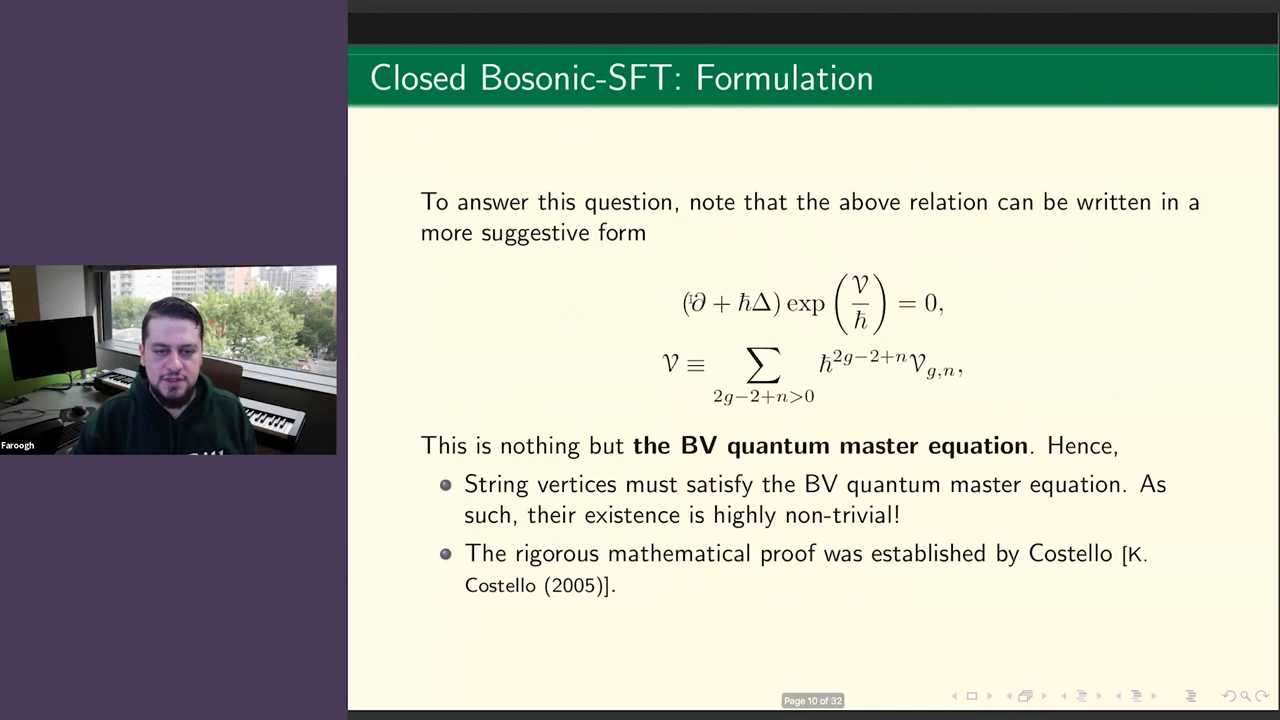 Closed Bosonic-SFT: Formulation
To answer this question, note that the above relation can be written in a
more suggestive form
(∂ + ℏΔ) exp (𝒱/ℏ) = 0,
𝒱 ≡ ∑_{2g−2+n>0} ℏ^{2g−2+n} 𝒱_{g,n},
This is nothing but the BV quantum master equation. Hence,
String vertices must satisfy the BV quantum master equation. As
such, their existence is highly non-trivial!
The rigorous mathematical proof was established by Costello [K.
Costello (2005)].
Faroogh
Page 10 of 32